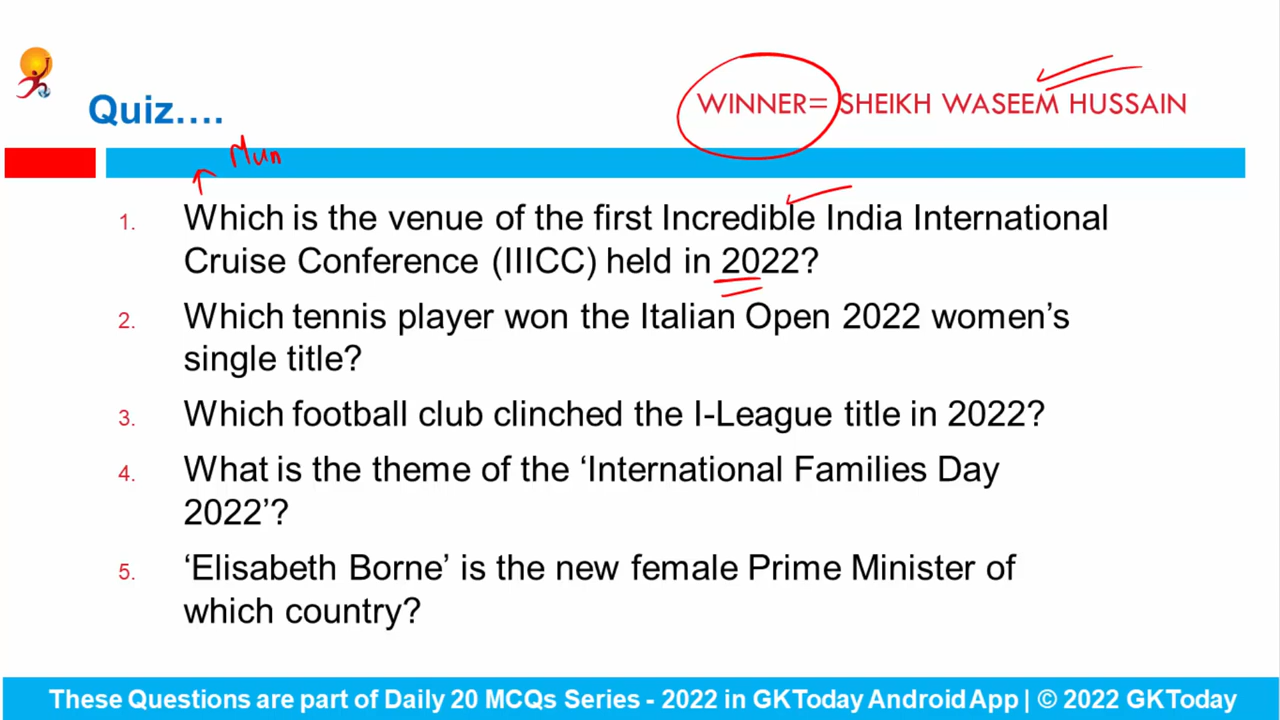 Quiz....
WINNER= SHEIKH WASEEM HUSSAIN
Mun
1. Which is the venue of the first Incredible India International
Cruise Conference (IIICC) held in 2022?
2. Which tennis player won the Italian Open 2022 women’s
single title?
3. Which football club clinched the I-League title in 2022?
4. What is the theme of the ‘International Families Day
2022’?
5. ‘Elisabeth Borne’ is the new female Prime Minister of
which country?
These Questions are part of Daily 20 MCQs Series - 2022 in GKToday Android App | © 2022 GKToday